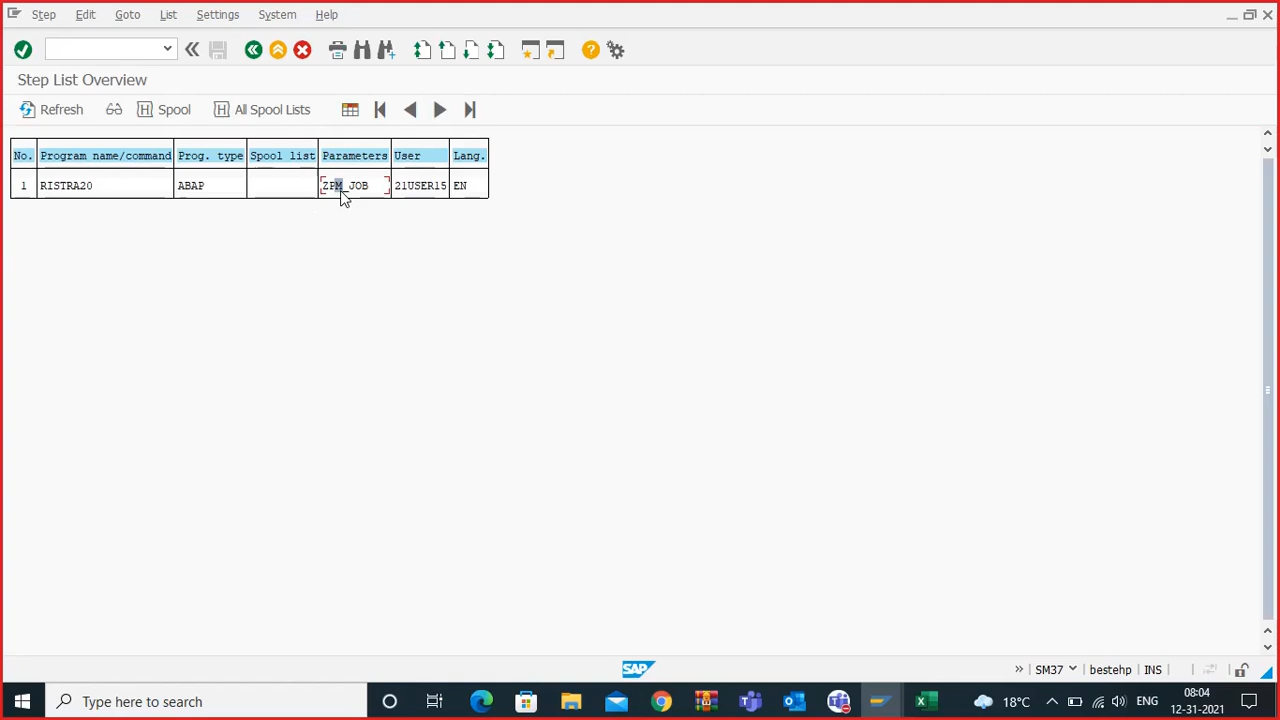 Step Edit Goto List Settings System Help
Step List Overview
Refresh Spool All Spool Lists
No. Program name/command Prog. type Spool list Parameters User Lang.
1 RISTRA20 ABAP ZPM_JOB 21USER15 EN
SAP
SM37 bestehp INS
Type here to search
18°C ENG 08:04
12-31-2021